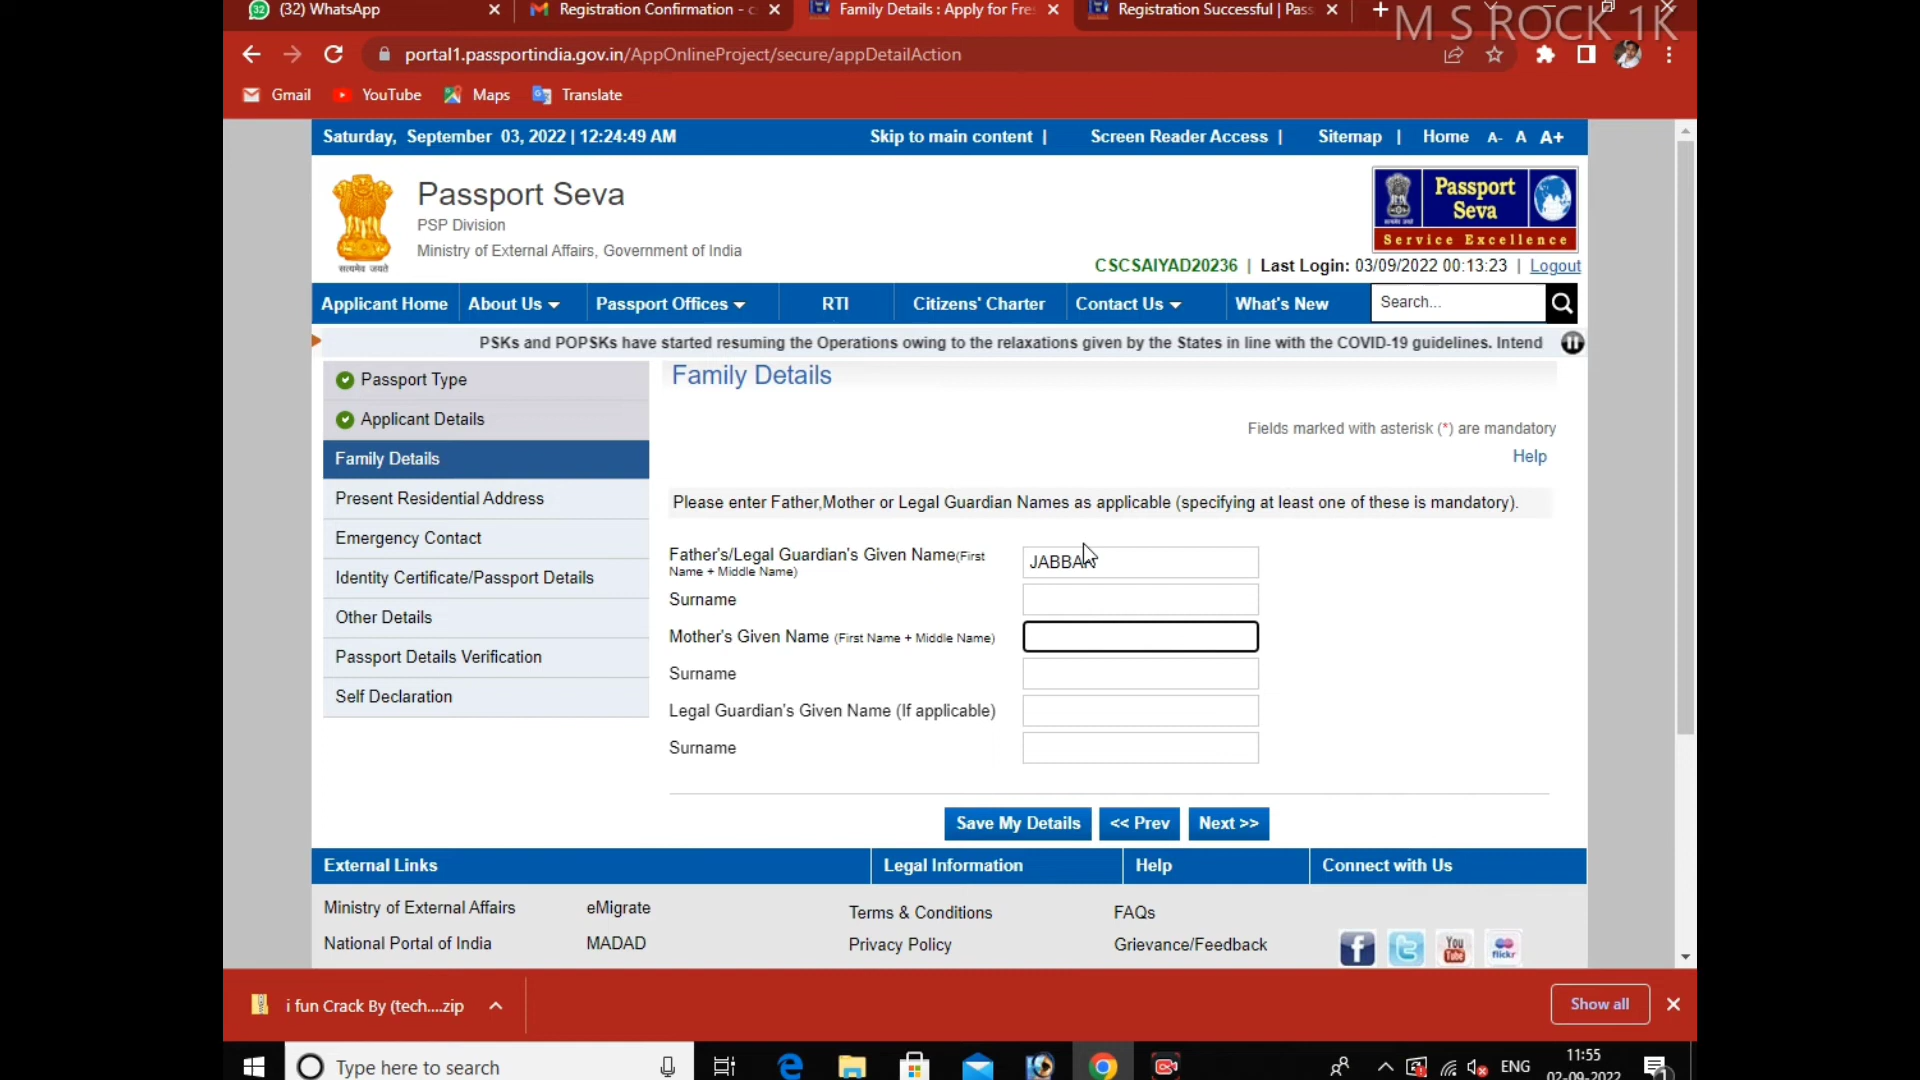 (32) WhatsApp
Registration Confirmation - c
Family Details : Apply for Fre
Registration Successful | Pass
M S ROCK 1K
portal1.passportindia.gov.in/AppOnlineProject/secure/appDetailAction
Gmail
YouTube
Maps
Translate
Saturday, September 03, 2022 | 12:24:49 AM
Skip to main content |
Screen Reader Access |
Sitemap |
Home
A- A A+
Passport Seva
PSP Division
Ministry of External Affairs, Government of India
सत्यमेव जयते
Passport
Seva
Service Excellence
CSCSAIYAD20236 | Last Login: 03/09/2022 00:13:23 | Logout
Applicant Home
About Us
Passport Offices
RTI
Citizens' Charter
Contact Us
What's New
Search...
PSKs and POPSKs have started resuming the Operations owing to the relaxations given by the States in line with the COVID-19 guidelines. Intend
Passport Type
Applicant Details
Family Details
Present Residential Address
Emergency Contact
Identity Certificate/Passport Details
Other Details
Passport Details Verification
Self Declaration
Family Details
Fields marked with asterisk (*) are mandatory
Help
Please enter Father,Mother or Legal Guardian Names as applicable (specifying at least one of these is mandatory).
Father's/Legal Guardian's Given Name(First
Name + Middle Name)
Surname
Mother's Given Name (First Name + Middle Name)
Surname
Legal Guardian's Given Name (If applicable)
Surname
Save My Details
<< Prev
Next >>
External Links
Legal Information
Help
Connect with Us
Ministry of External Affairs
eMigrate
Terms & Conditions
FAQs
National Portal of India
MADAD
Privacy Policy
Grievance/Feedback
You
Tube
flickr
i fun Crack By (tech....zip
Show all
Type here to search
ENG
11:55
02-09-2022